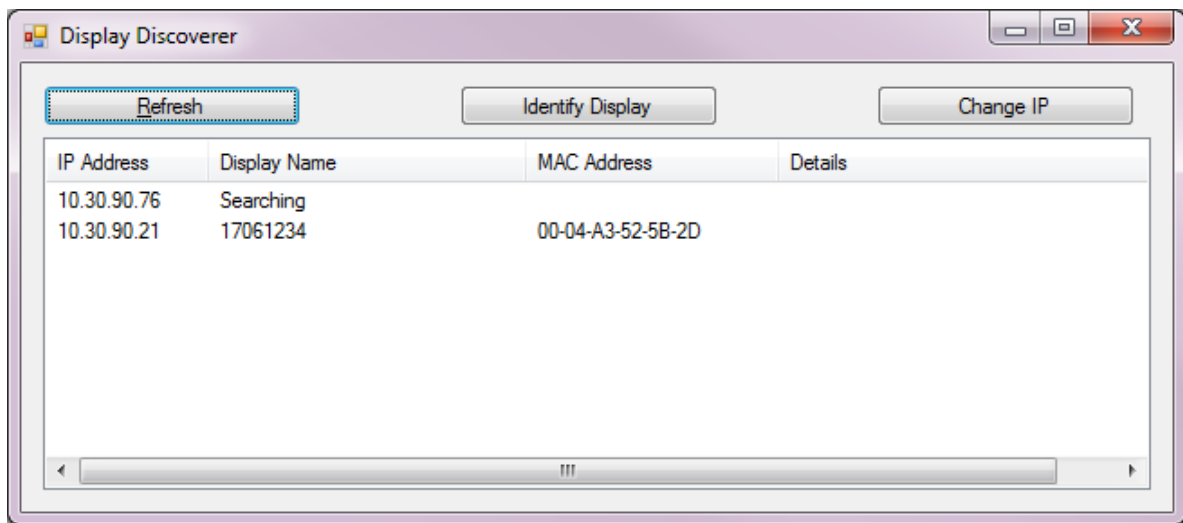 Display Discoverer
Refresh Identify Display Change IP
IP Address Display Name MAC Address Details
10.30.90.76 Searching
10.30.90.21 17061234 00-04-A3-52-5B-2D